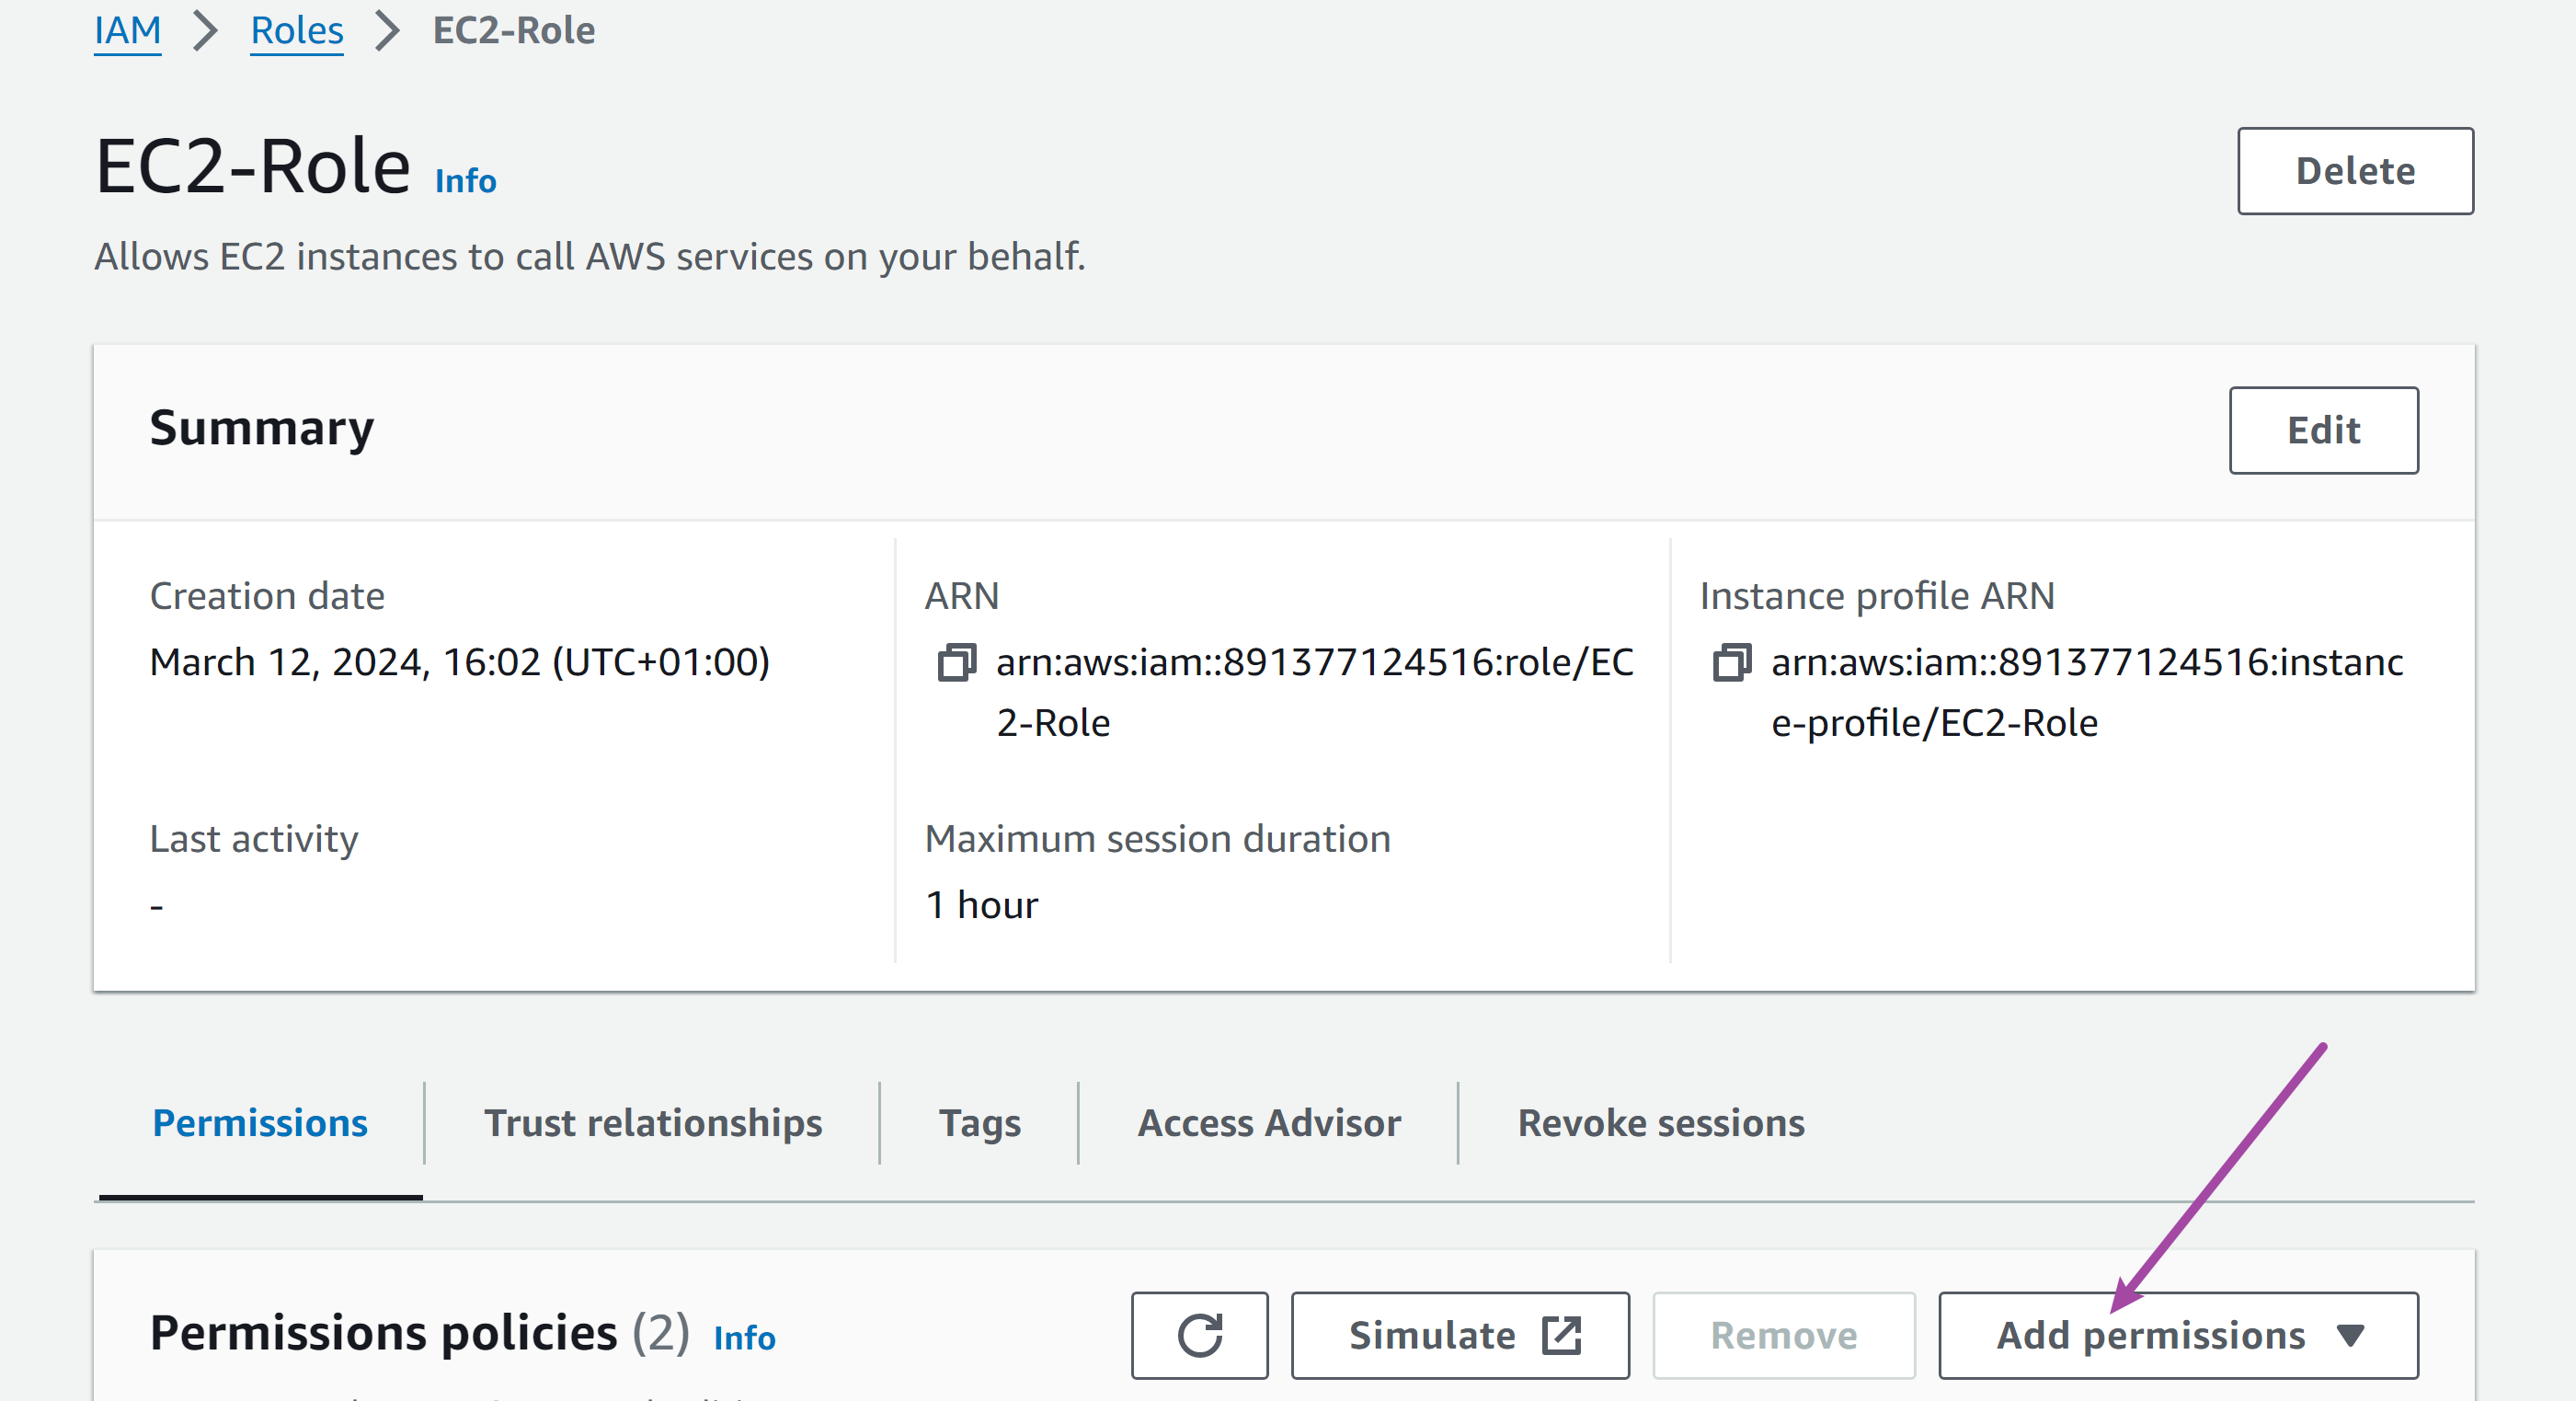 IAM > Roles > EC2-Role
EC2-Role Info
Delete
Allows EC2 instances to call AWS services on your behalf.
Summary
Edit
Creation date
March 12, 2024, 16:02 (UTC+01:00)
ARN
arn:aws:iam::891377124516:role/EC
2-Role
Instance profile ARN
arn:aws:iam::891377124516:instanc
e-profile/EC2-Role
Last activity
-
Maximum session duration
1 hour
Permissions
Trust relationships
Tags
Access Advisor
Revoke sessions
Permissions policies (2) Info
Simulate
Remove
Add permissions